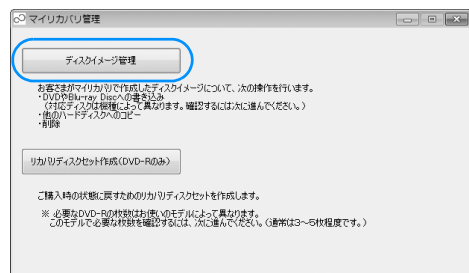 マイリカバリ管理
ディスクイメージ管理
お客さまがマイリカバリで作成したディスクイメージについて、次の操作を行います。
・DVDやBlu-ray Discへの書き込み
（対応ディスクは機種によって異なります。確認するには次に進んでください。）
・他のハードディスクへのコピー
・削除
リカバリディスクセット作成(DVD-Rのみ)
ご購入時の状態に戻すためのリカバリディスクセットを作成します。
※ 必要なDVD-Rの枚数はお使いのモデルによって異なります。
このモデルで必要な枚数を確認するには、次に進んでください。（通常は3～5枚程度です。）